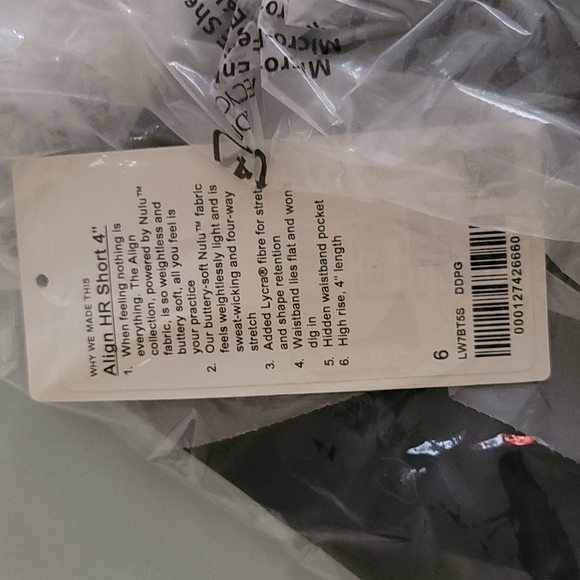 WHY WE MADE THIS
Align HR Short 4"
1. When feeling nothing is
everything. The Align
collection, powered by Nulu™
fabric, is so weightless and
buttery soft, all you feel is
your practice
2. Our buttery-soft Nulu™ fabric
feels weightlessly light and is
sweat-wicking and four-way
stretch
3. Added Lycra® fibre for stret
and shape retention
4. Waistband lies flat and won
dig in
5. Hidden waistband pocket
6. High rise, 4" length
6
LW7BT5S DDPG
000127426660